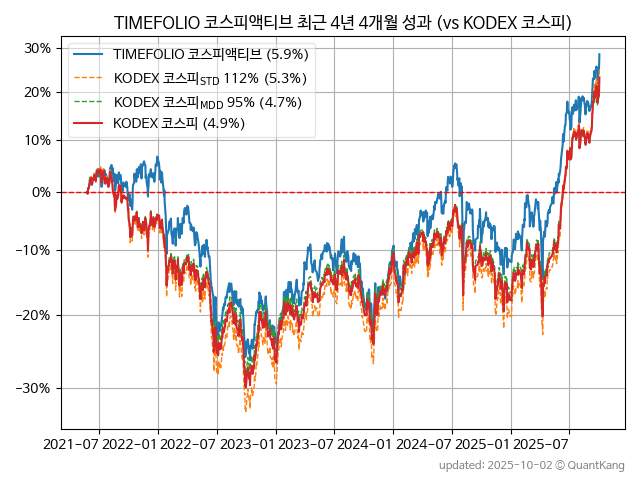 TIMEFOLIO 코스피액티브 최근 4년 4개월 성과 (vs KODEX 코스피)
30%
20%
10%
0%
−10%
−20%
−30%
TIMEFOLIO 코스피액티브 (5.9%)
KODEX 코스피STD 112% (5.3%)
KODEX 코스피MDD 95% (4.7%)
KODEX 코스피 (4.9%)
2021-07 2022-01 2022-07 2023-01 2023-07 2024-01 2024-07 2025-01 2025-07
updated: 2025-10-02 © QuantKang